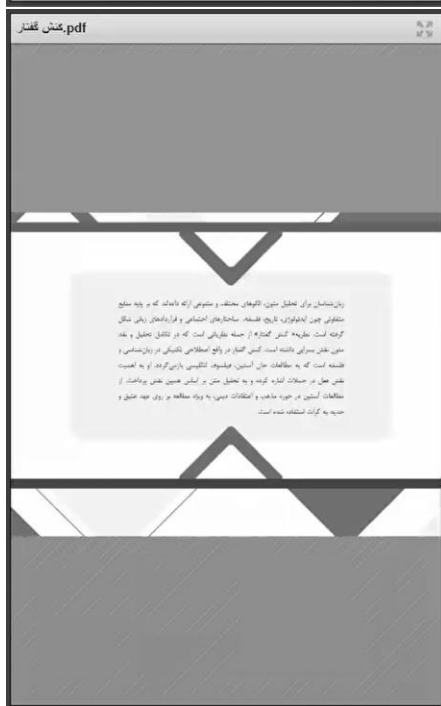 کنش گفتار.pdf
زبان‌شناسان برای تحلیل متون، الگوهای مختلف و متنوعی ارائه داده‌اند که بر پایه منابع
متفاوتی چون ایدئولوژی، تاریخ، فلسفه، ساختارهای اجتماعی و قراردادهای زبانی شکل
گرفته است. نظریه «کنش گفتار» از جمله نظریاتی است که در تکامل تحلیل و نقد
متون نقش بسزایی داشته است. کنش گفتار در واقع اصطلاحی تکنیکی در زبان‌شناسی و
فلسفه است که به مطالعات جان آستین، فیلسوف انگلیسی بازمی‌گردد. او به اهمیت
نقش فعل در جملات اشاره کرده و به تحلیل متن بر اساس همین نقش پرداخت. از
مطالعات آستین در حوزه مذهب و اعتقادات دینی، به ویژه مطالعه بر روی عهد عتیق و
جدید به کرات استفاده شده است.